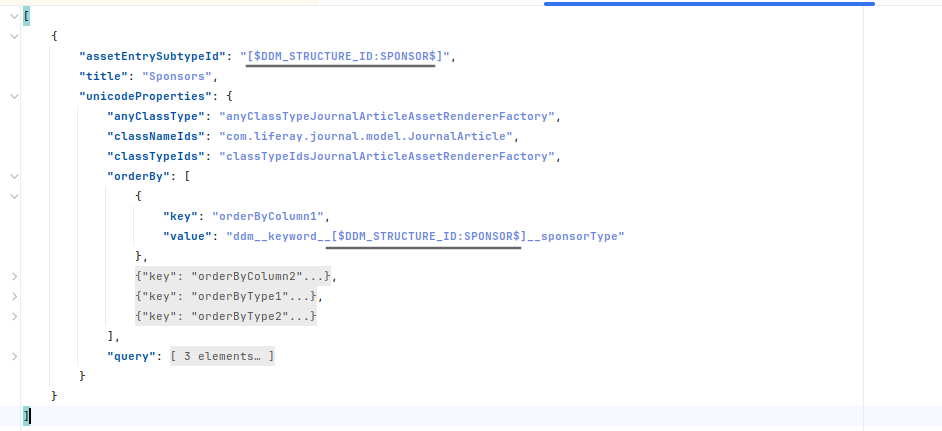 [
{
"assetEntrySubtypeId": "[$DDM_STRUCTURE_ID:SPONSOR$]",
"title": "Sponsors",
"unicodeProperties": {
"anyClassType": "anyClassTypeJournalArticleAssetRendererFactory",
"classNameIds": "com.liferay.journal.model.JournalArticle",
"classTypeIds": "classTypeIdsJournalArticleAssetRendererFactory",
"orderBy": [
{
"key": "orderByColumn1",
"value": "ddm__keyword__[$DDM_STRUCTURE_ID:SPONSOR$]__sponsorType"
},
{"key": "orderByColumn2"...},
{"key": "orderByType1"...},
{"key": "orderByType2"...}
],
"query": [ 3 elements… ]
}
}
]